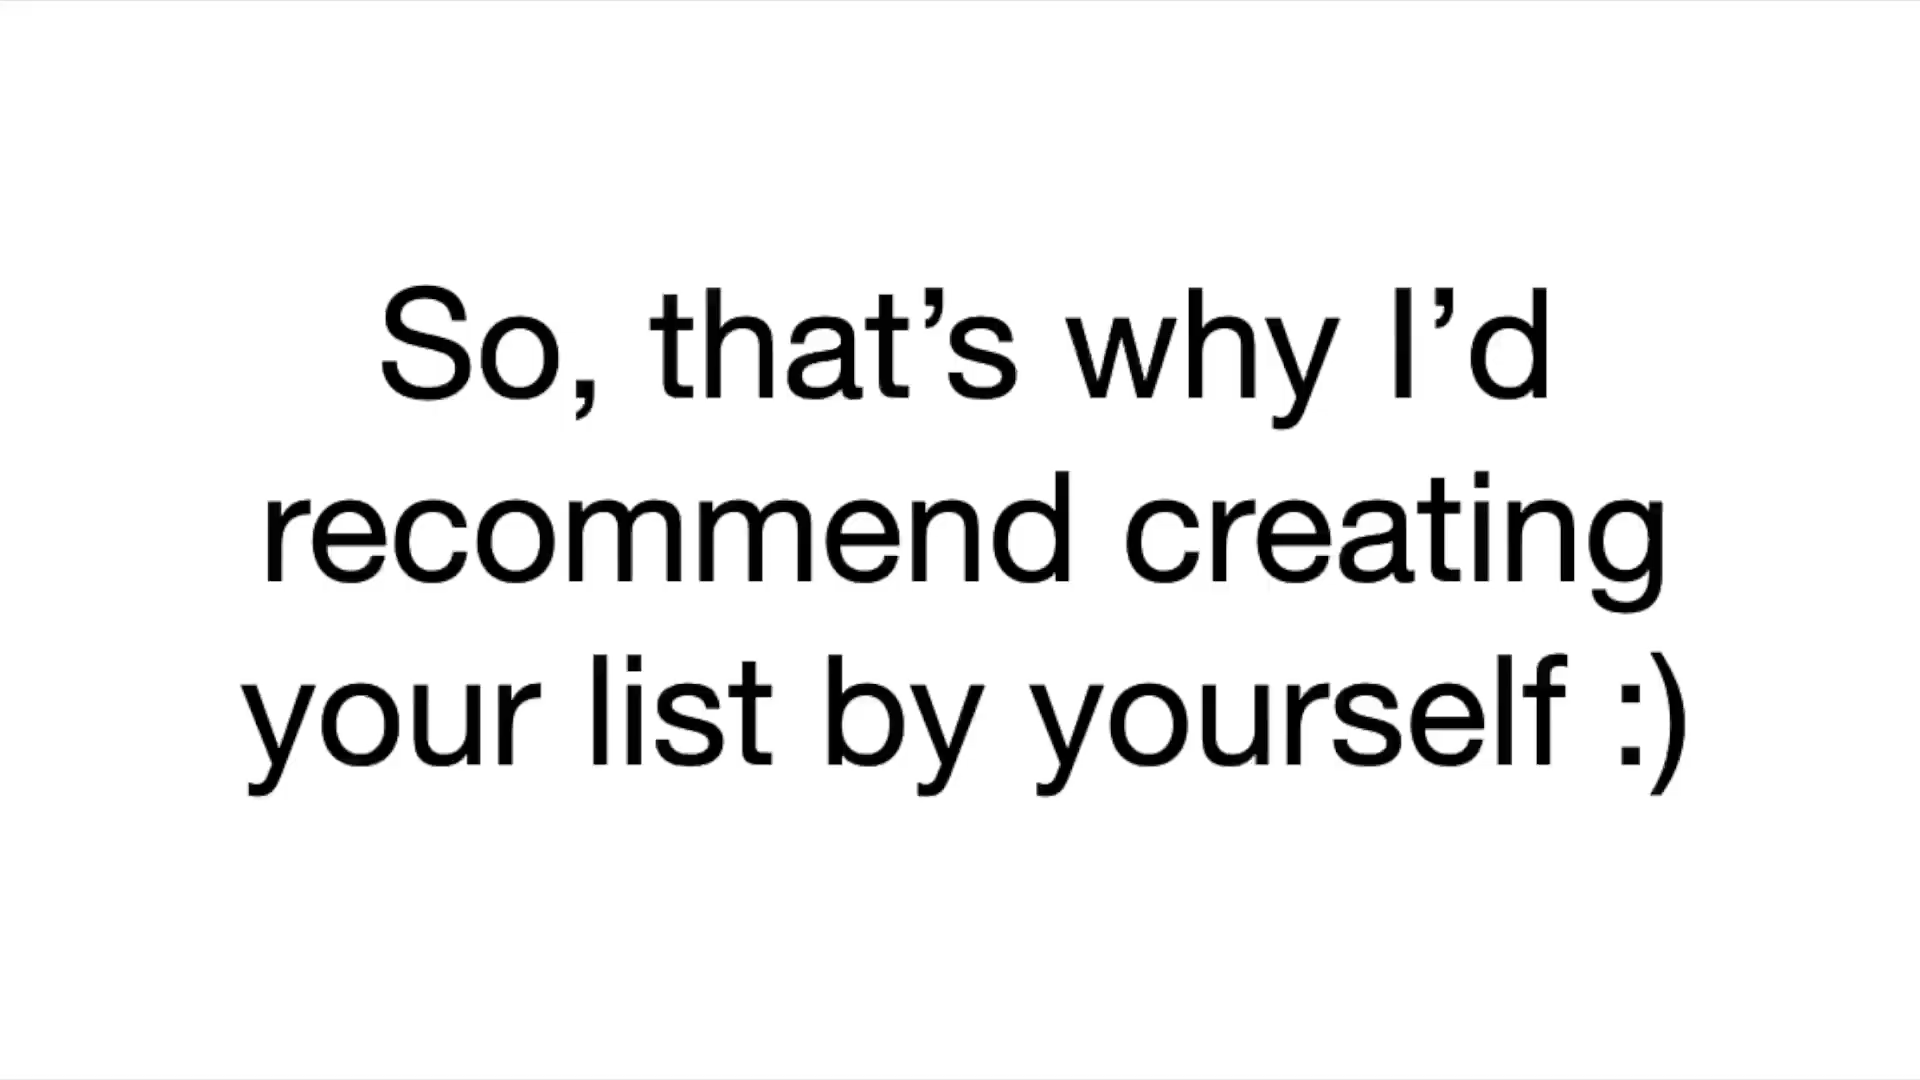 So, that’s why I’d
recommend creating
your list by yourself :)